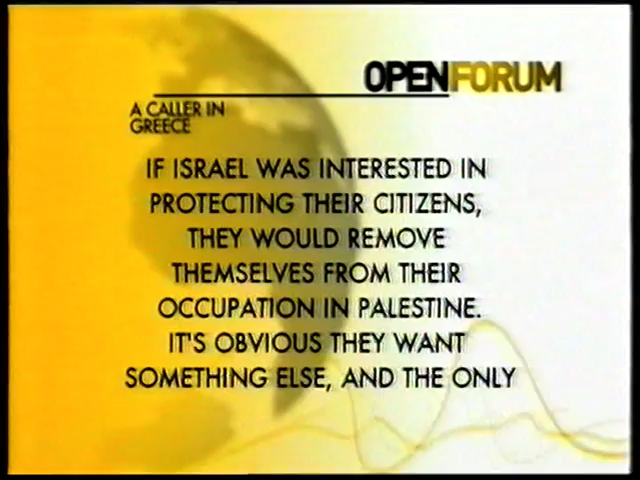 OPENFORUM
A CALLER IN
GREECE
IF ISRAEL WAS INTERESTED IN
PROTECTING THEIR CITIZENS,
THEY WOULD REMOVE
THEMSELVES FROM THEIR
OCCUPATION IN PALESTINE.
IT'S OBVIOUS THEY WANT
SOMETHING ELSE, AND THE ONLY